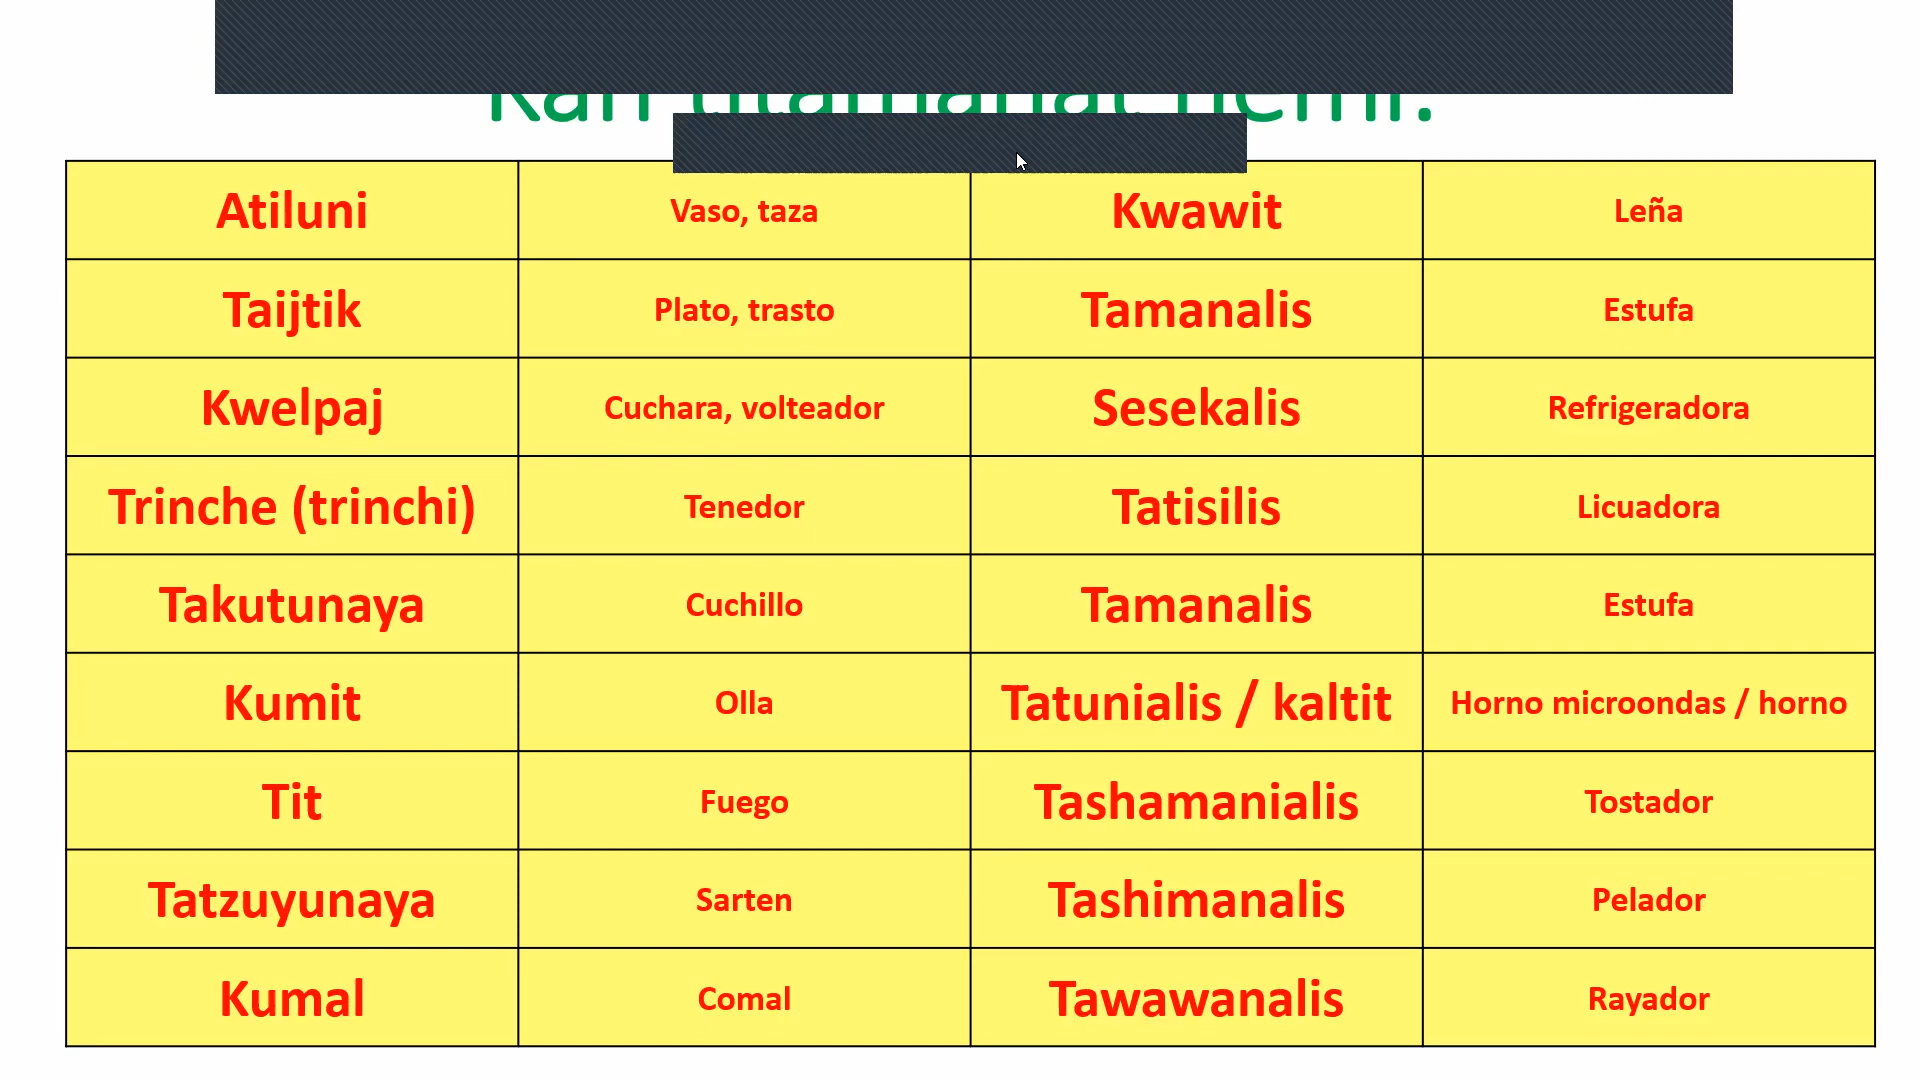 Atiluni Vaso, taza Kwawit Leña
Taijtik Plato, trasto Tamanalis Estufa
Kwelpaj Cuchara, volteador Sesekalis Refrigeradora
Trinche (trinchi) Tenedor Tatisilis Licuadora
Takutunaya Cuchillo Tamanalis Estufa
Kumit Olla Tatunialis / kaltit Horno microondas / horno
Tit Fuego Tashamanialis Tostador
Tatzuyunaya Sarten Tashimanalis Pelador
Kumal Comal Tawawanalis Rayador